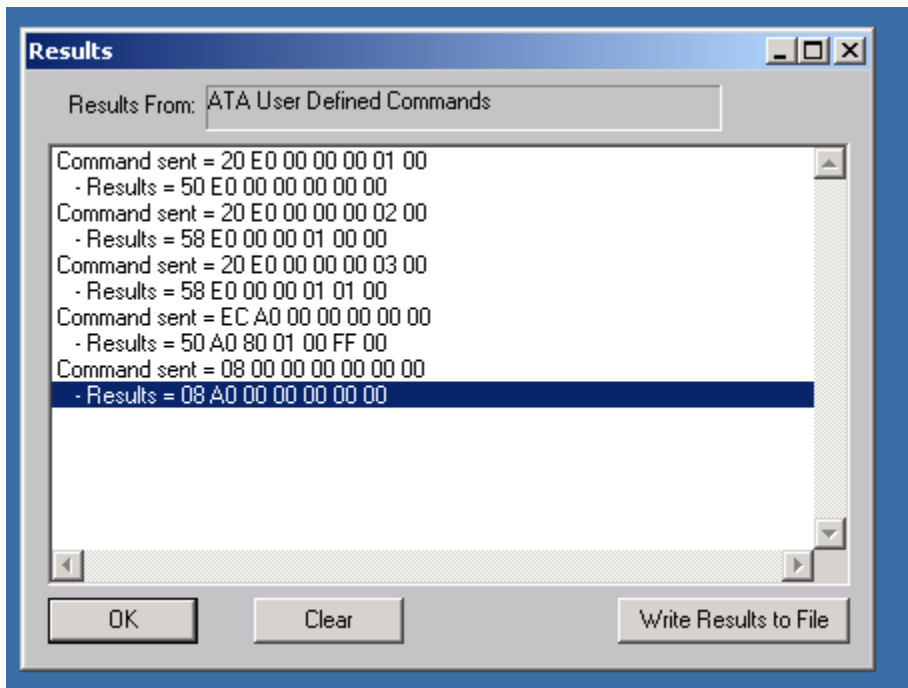 Results
Results From: ATA User Defined Commands
Command sent = 20 E0 00 00 00 01 00
- Results = 50 E0 00 00 00 00 00
Command sent = 20 E0 00 00 00 02 00
- Results = 58 E0 00 00 01 00 00
Command sent = 20 E0 00 00 00 03 00
- Results = 58 E0 00 00 01 01 00
Command sent = EC A0 00 00 00 00 00
- Results = 50 A0 80 01 00 FF 00
Command sent = 08 00 00 00 00 00 00
- Results = 08 A0 00 00 00 00 00
OK Clear Write Results to File